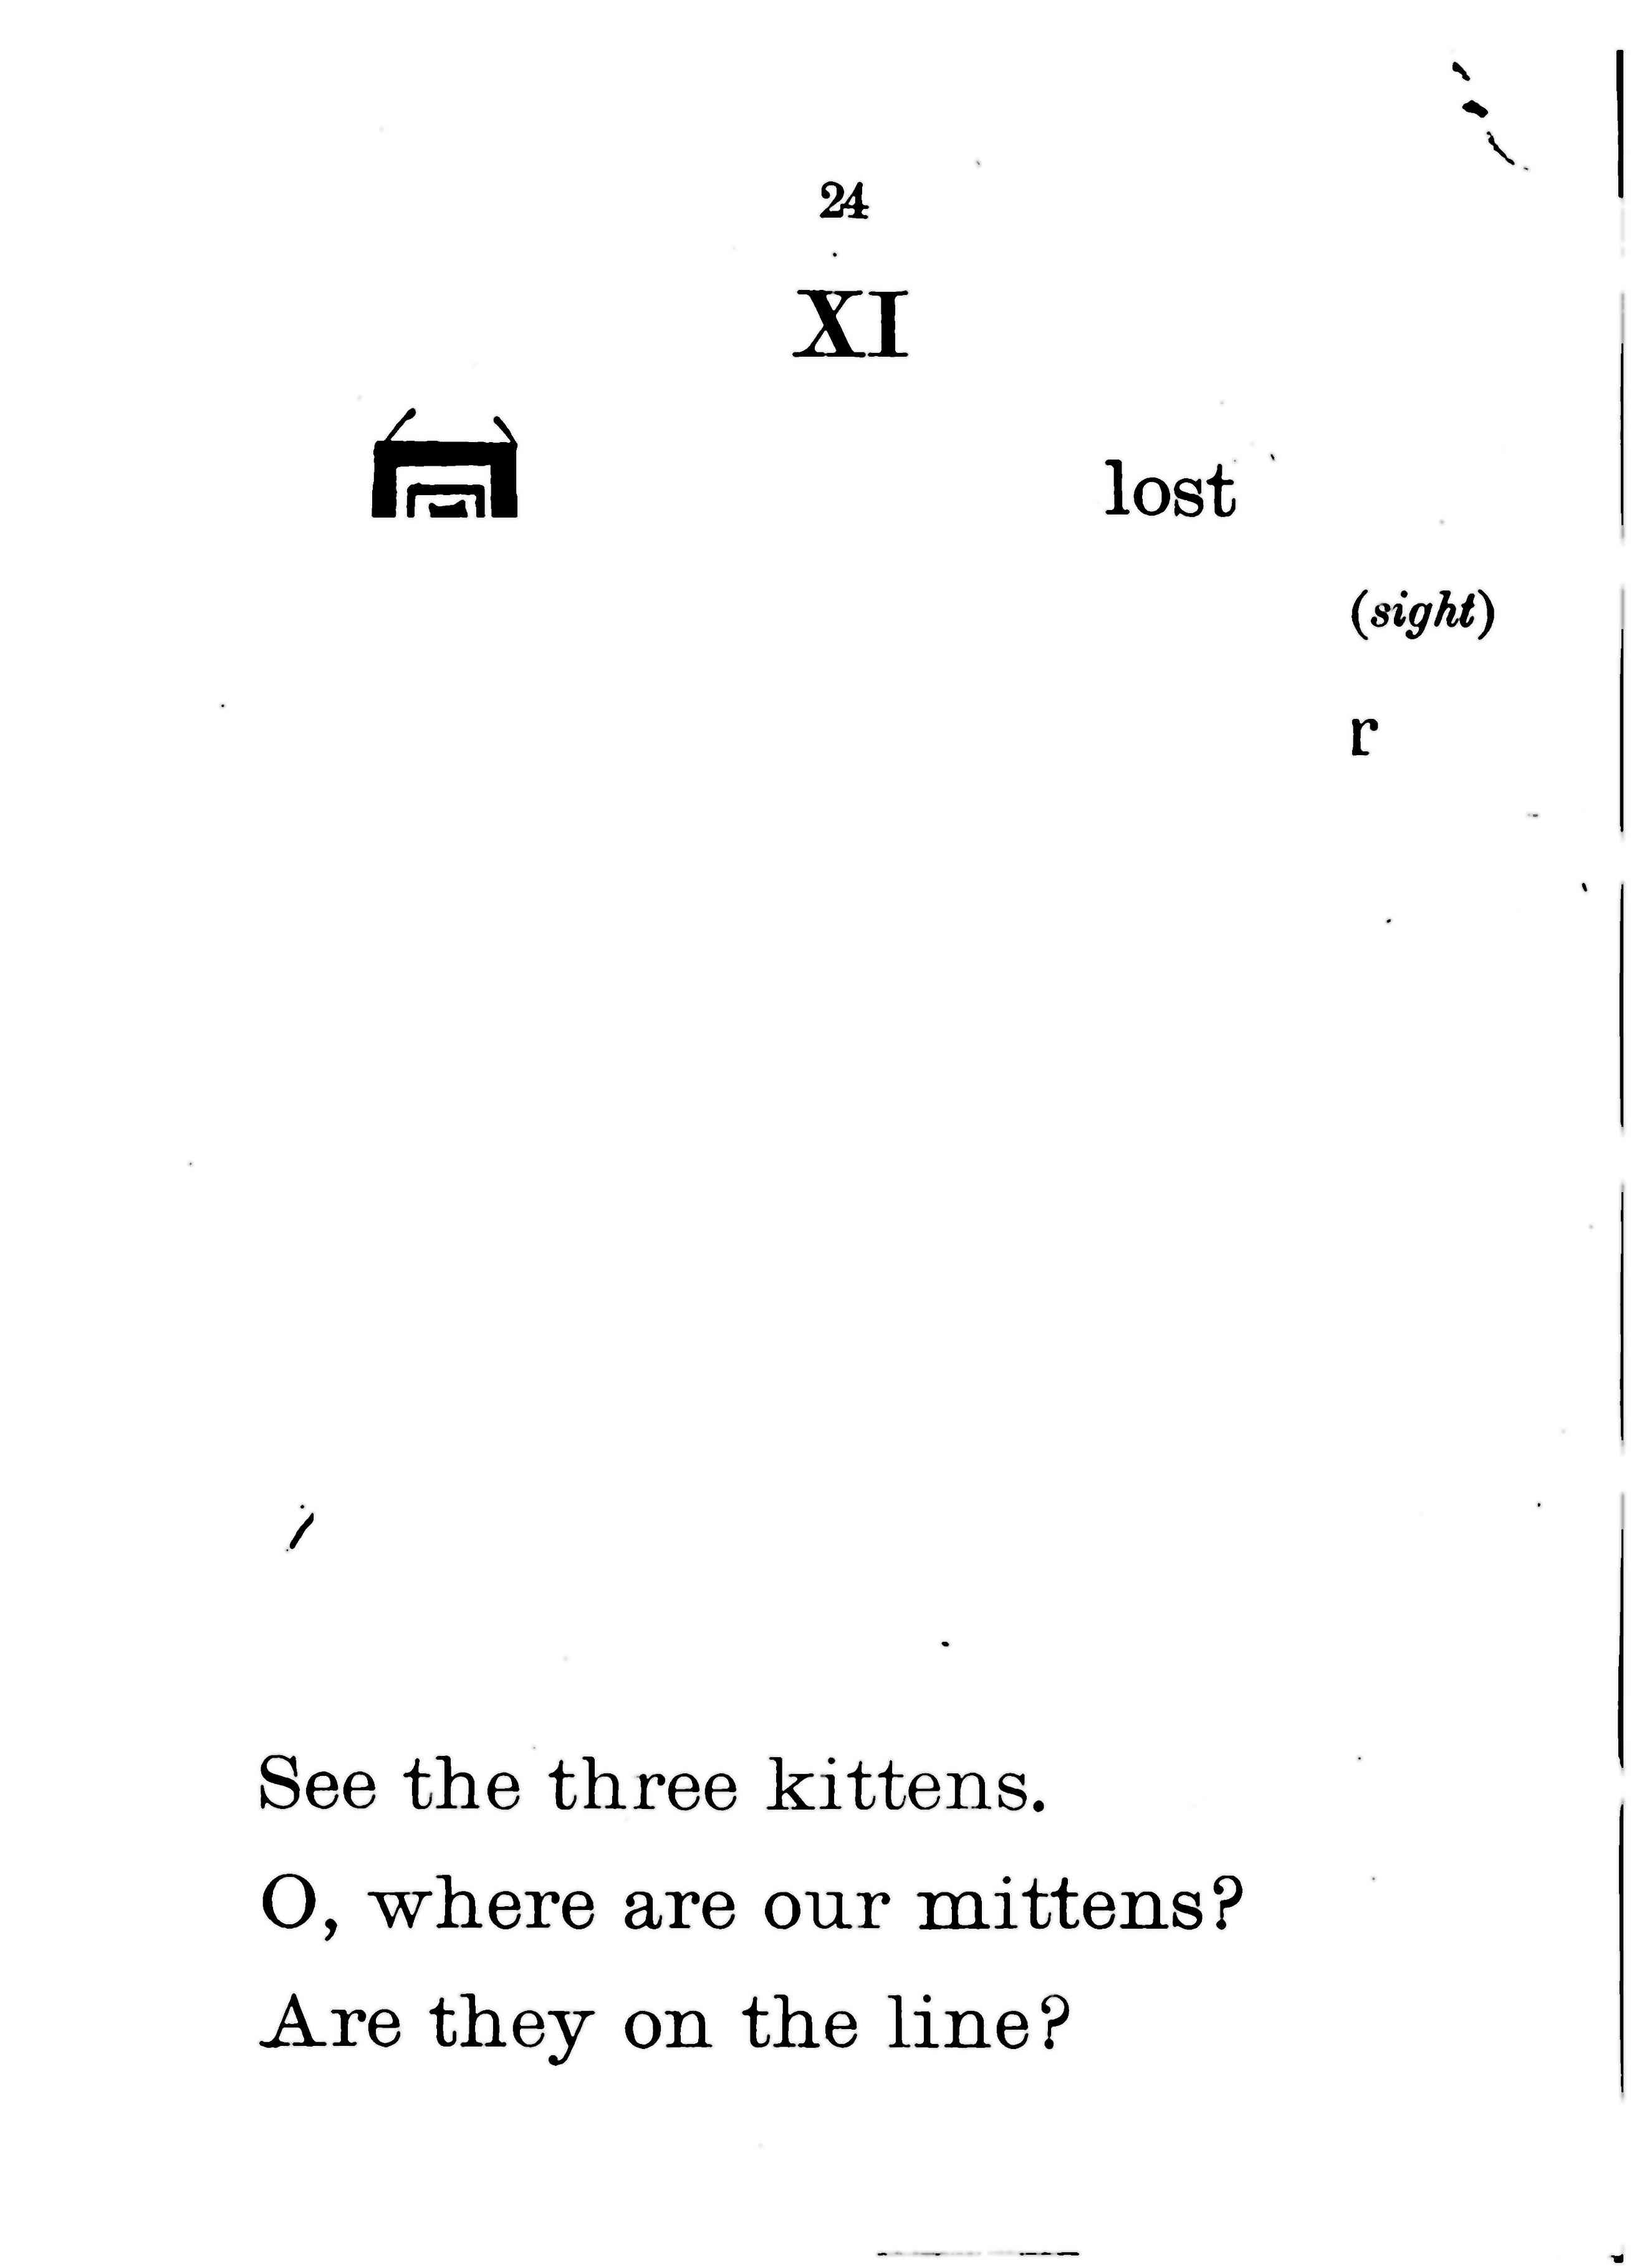 24
XI
lost
(sight)
r
See the three kittens.
O, where are our mittens?
Are they on the line?